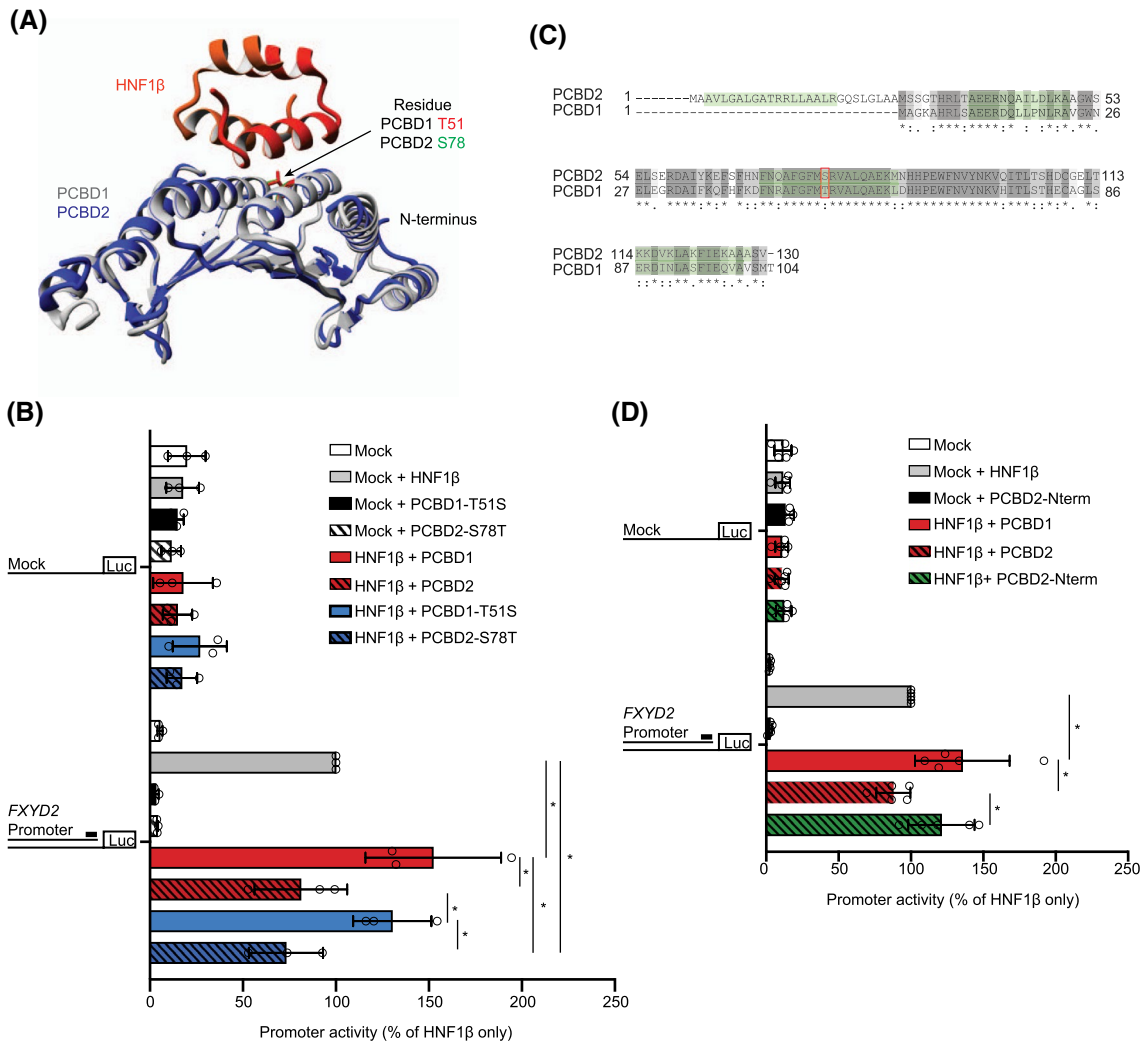 (A)
HNF1β
Residue
PCBD1 T51
PCBD2 S78
PCBD1
PCBD2
N-terminus
(C)
PCBD2 1 -------MAAVLGALGATRRLLAALRGQSLGLAAMSSGTHRLTAEERNQAILDLKAAGWS 53
PCBD1 1 --------------------------------MAGKAHRLSAEERDQLLPNLRAVGWN 26
*:. :***:****:* : :*:*.**.
PCBD2 54 ELSERDAIYKEFSFHNFNQAFGFMSRVALQAEKMNHHPEWFNVYNKVQITLTSHDCGELT 113
PCBD1 27 ELEGRDAIFKQFHFKDFNRAFGFMTRVALQAEKLDHHPEWFNVYNKVHITLSTHECAGLS 86
**. ****:*:* *::**:*****:********::************:***::*:*. *:
PCBD2 114 KKDVKLAKFIEKAAASV- 130
PCBD1 87 ERDINLASFIEQVAVSMT 104
::*::**.***:.*.*:
(B)
Mock
Mock + HNF1β
Mock + PCBD1-T51S
Mock + PCBD2-S78T
HNF1β + PCBD1
HNF1β + PCBD2
HNF1β + PCBD1-T51S
HNF1β + PCBD2-S78T
Mock
Luc
FXYD2
Promoter
Luc
* * * * * *
0 50 100 150 200 250
Promoter activity (% of HNF1β only)
(D)
Mock
Mock + HNF1β
Mock + PCBD2-Nterm
HNF1β + PCBD1
HNF1β + PCBD2
HNF1β+ PCBD2-Nterm
Mock
Luc
FXYD2
Promoter
Luc
* * *
0 50 100 150 200 250
Promoter activity (% of HNF1β only)